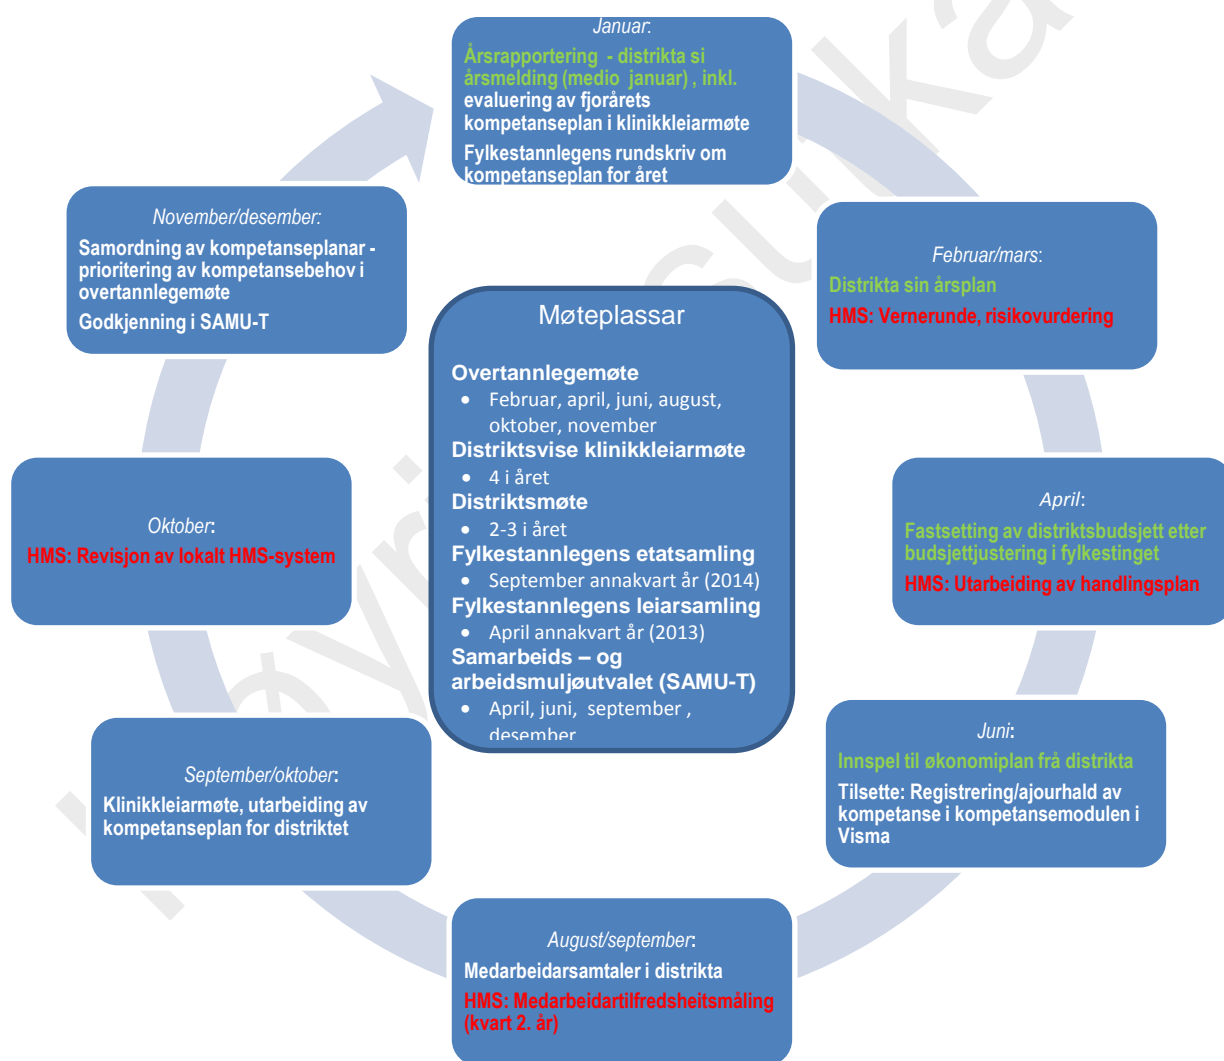 Januar:
Årsrapportering - distrikta si
årsmelding (medio januar) , inkl.
evaluering av fjorårets
kompetanseplan i klinikkleiarmøte
Fylkestannlegens rundskriv om
kompetanseplan for året
Februar/mars:
Distrikta sin årsplan
HMS: Vernerunde, risikovurdering
April:
Fastsetting av distriktsbudsjett etter
budsjettjustering i fylkestinget
HMS: Utarbeiding av handlingsplan
Juni:
Innspel til økonomiplan frå distrikta
Tilsette: Registrering/ajourhald av
kompetanse i kompetansemodulen i
Visma
August/september:
Medarbeidarsamtaler i distrikta
HMS: Medarbeidartilfredsheitsmåling
(kvart 2. år)
September/oktober:
Klinikkleiarmøte, utarbeiding av
kompetanseplan for distriktet
Oktober:
HMS: Revisjon av lokalt HMS-system
November/desember:
Samordning av kompetanseplanar -
prioritering av kompetansebehov i
overtannlegemøte
Godkjenning i SAMU-T
Møteplassar
Overtannlegemøte
• Februar, april, juni, august,
oktober, november
Distriktsvise klinikkleiarmøte
• 4 i året
Distriktsmøte
• 2-3 i året
Fylkestannlegens etatsamling
• September annakvart år (2014)
Fylkestannlegens leiarsamling
• April annakvart år (2013)
Samarbeids – og
arbeidsmuljøutvalet (SAMU-T)
• April, juni, september ,
desember